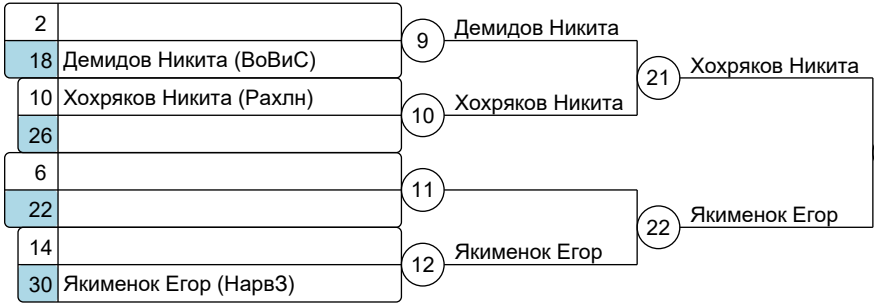 2
9
Демидов Никита
18 Демидов Никита (ВоВиС)
21
Хохряков Никита
10 Хохряков Никита (Рахлн)
10
Хохряков Никита
26
6
11
22
22
Якименок Егор
14
12
Якименок Егор
30 Якименок Егор (НарвЗ)